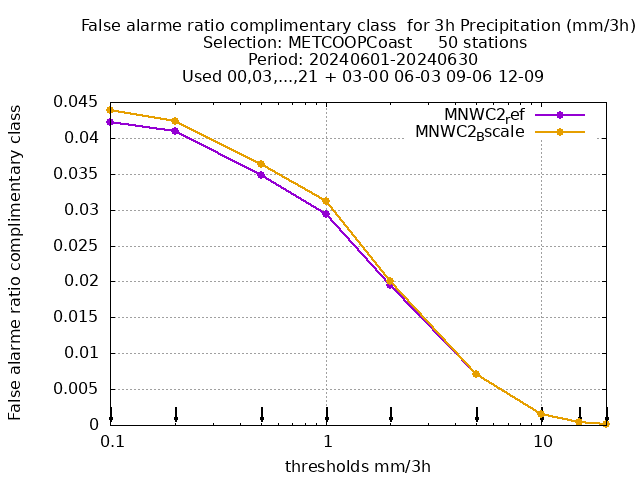 False alarme ratio complimentary class  for 3h Precipitation (mm/3h)
Selection: METCOOPCoast     50 stations
Period: 20240601-20240630
Used 00,03,...,21 + 03-00 06-03 09-06 12-09
False alarme ratio complimentary class
0.045
0.04
0.035
0.03
0.025
0.02
0.015
0.01
0.005
0
MNWC2ref
MNWC2Bscale
0.1 1 10
thresholds mm/3h